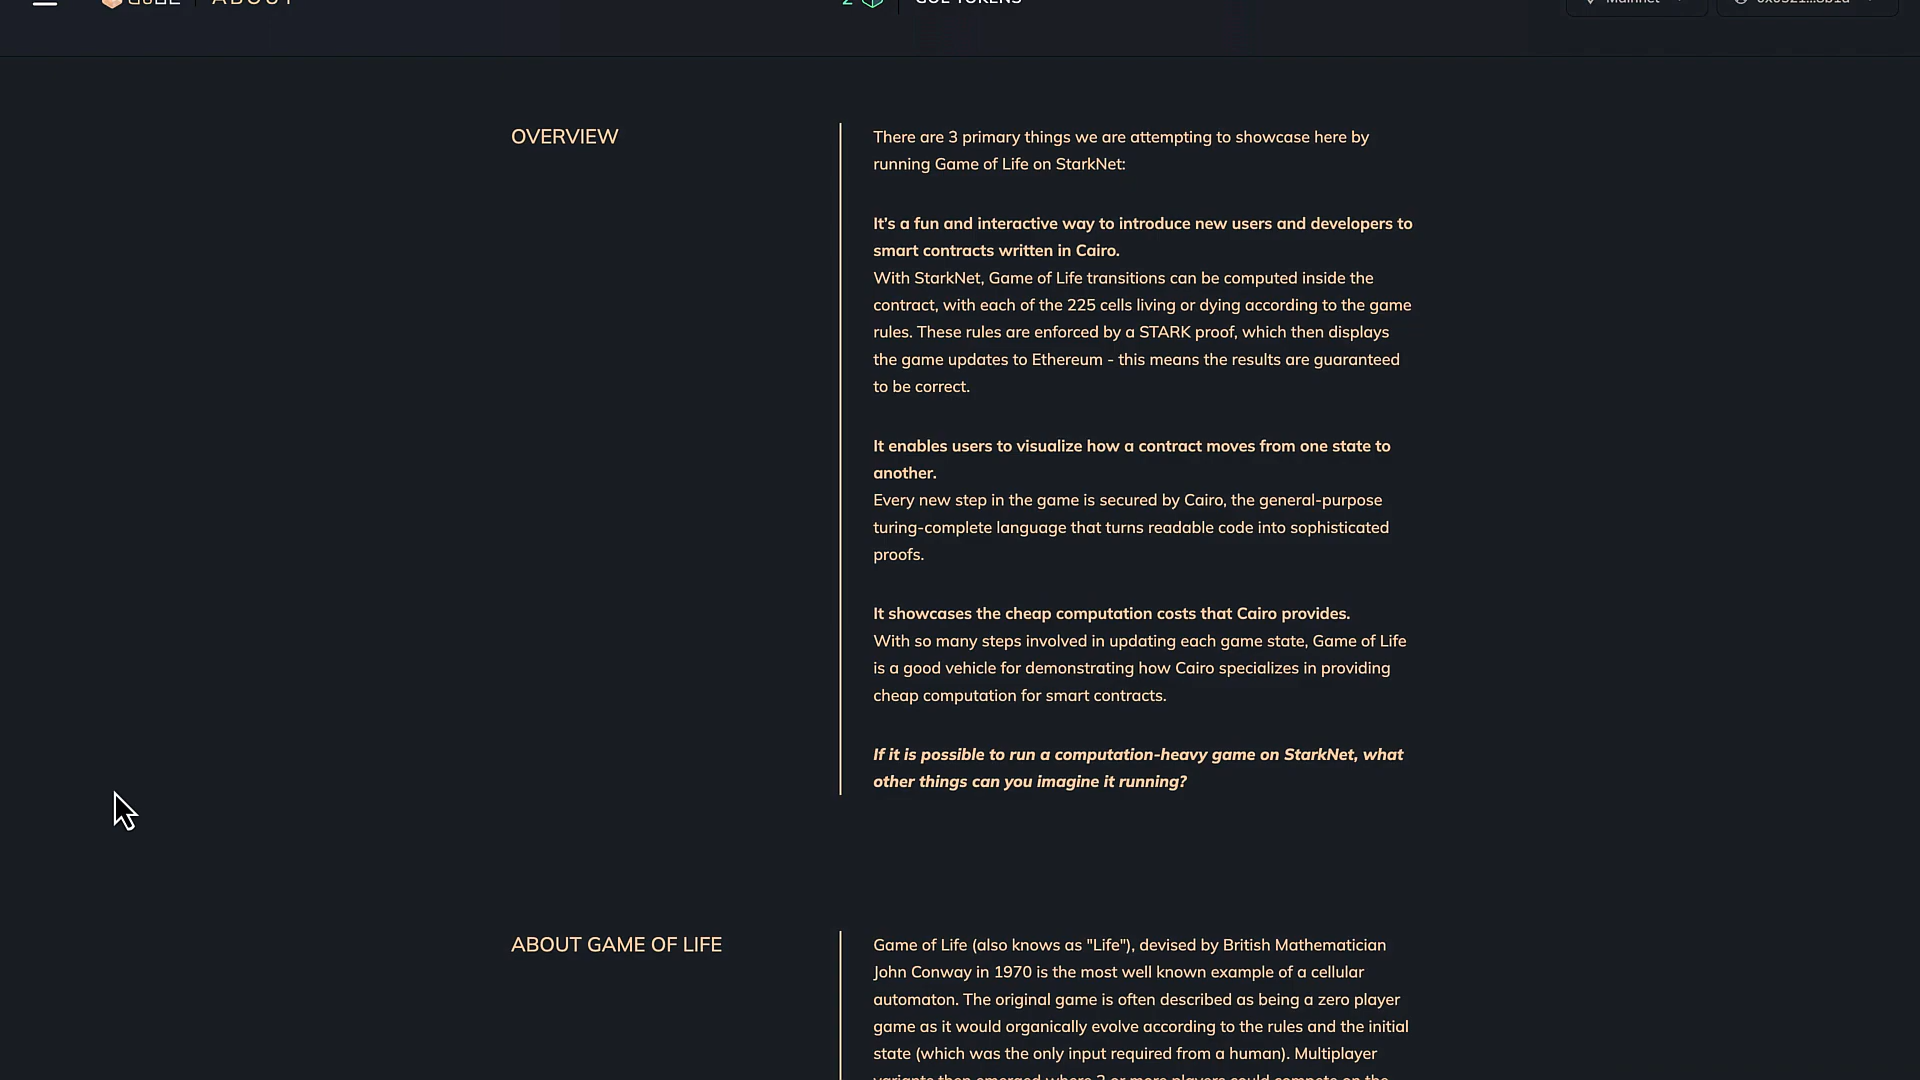 ABOUT
2
GOL TOKENS
Mainnet
OVERVIEW
There are 3 primary things we are attempting to showcase here by
running Game of Life on StarkNet:
It’s a fun and interactive way to introduce new users and developers to
smart contracts written in Cairo.
With StarkNet, Game of Life transitions can be computed inside the
contract, with each of the 225 cells living or dying according to the game
rules. These rules are enforced by a STARK proof, which then displays
the game updates to Ethereum - this means the results are guaranteed
to be correct.
It enables users to visualize how a contract moves from one state to
another.
Every new step in the game is secured by Cairo, the general-purpose
turing-complete language that turns readable code into sophisticated
proofs.
It showcases the cheap computation costs that Cairo provides.
With so many steps involved in updating each game state, Game of Life
is a good vehicle for demonstrating how Cairo specializes in providing
cheap computation for smart contracts.
If it is possible to run a computation-heavy game on StarkNet, what
other things can you imagine it running?
ABOUT GAME OF LIFE
Game of Life (also knows as "Life"), devised by British Mathematician
John Conway in 1970 is the most well known example of a cellular
automaton. The original game is often described as being a zero player
game as it would organically evolve according to the rules and the initial
state (which was the only input required from a human). Multiplayer
variants then emerged where 2 or more players could compete on the